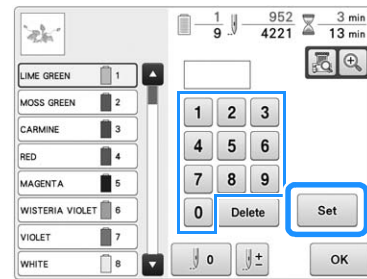 1 952 3 min
9 4221 13 min
LIME GREEN 1
MOSS GREEN 2
CARMINE 3
RED 4
MAGENTA 5
WISTERIA VIOLET 6
VIOLET 7
WHITE 8
1 2 3
4 5 6
7 8 9
0 Delete Set
0 ± OK